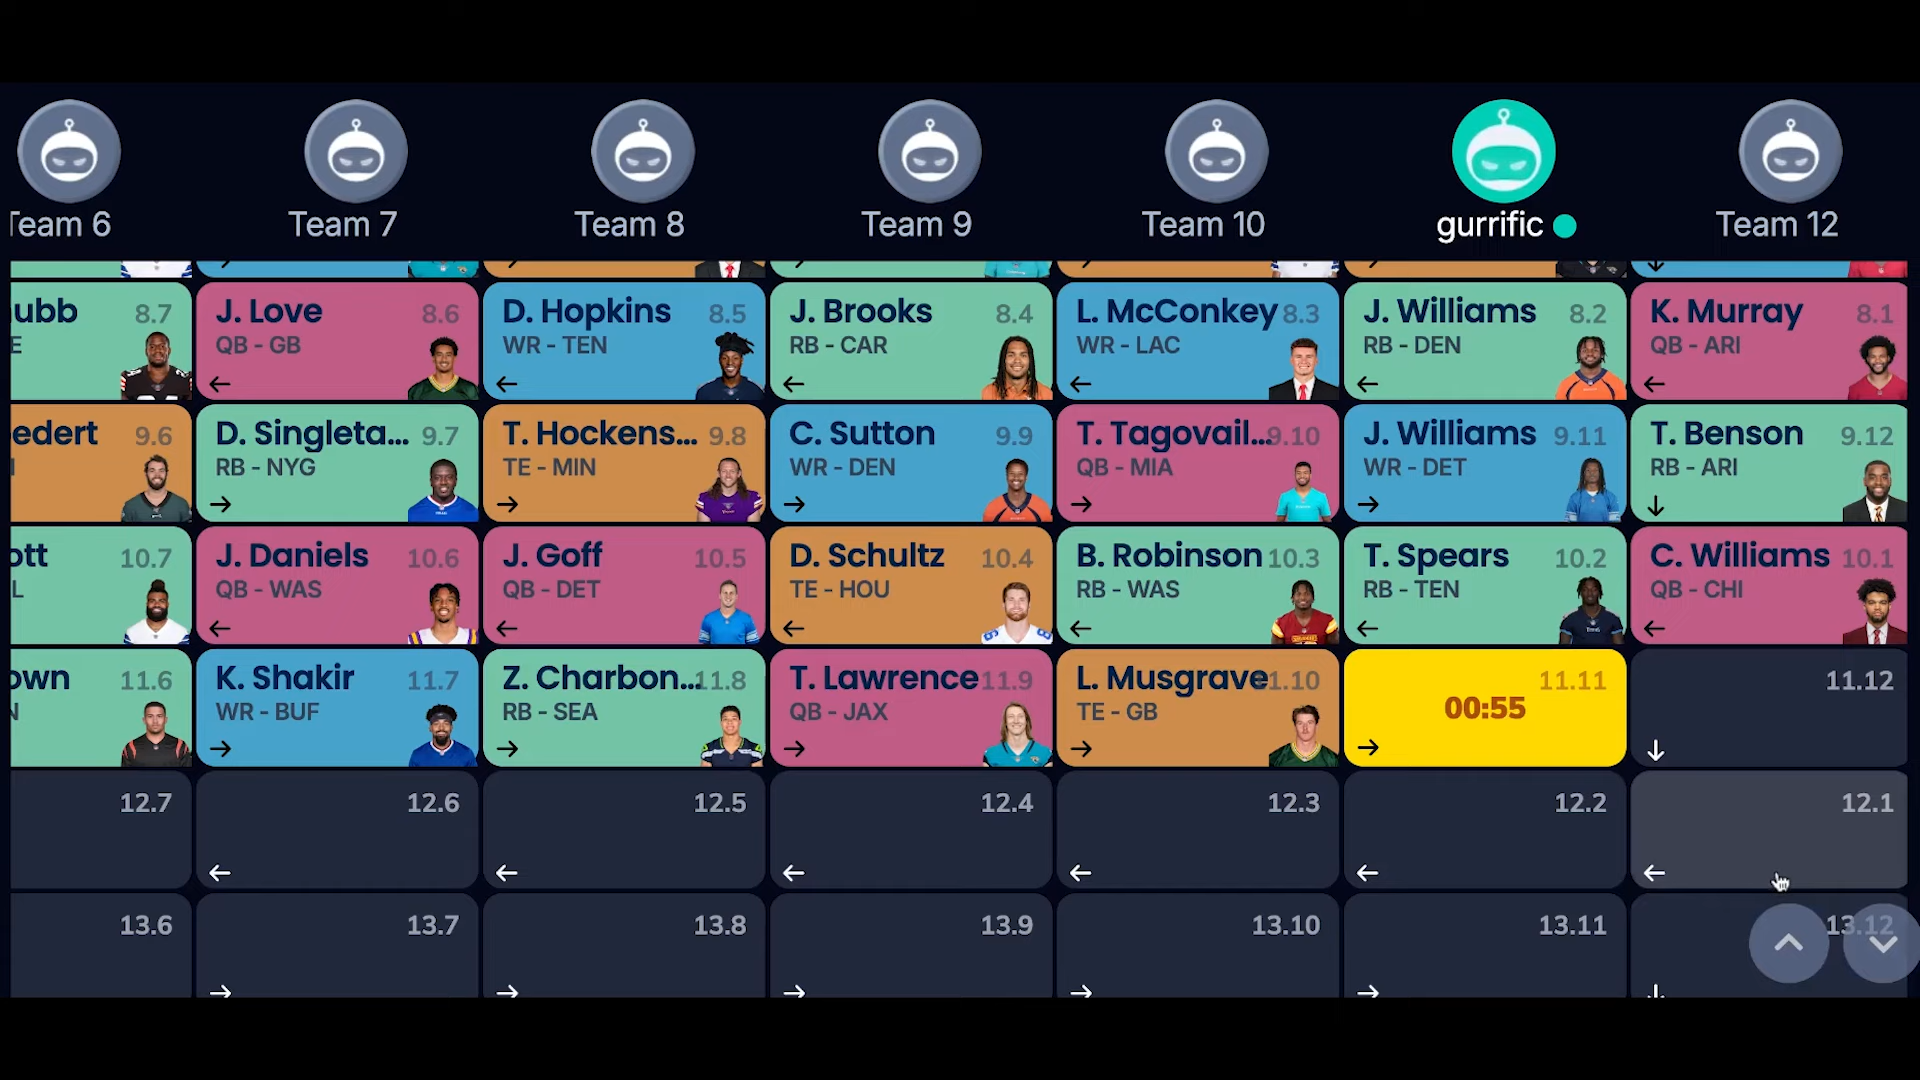 Team 6
Team 7
Team 8
Team 9
Team 10
gurrific
Team 12
ubb 8.7
E
J. Love 8.6
QB - GB
D. Hopkins 8.5
WR - TEN
J. Brooks 8.4
RB - CAR
L. McConkey 8.3
WR - LAC
J. Williams 8.2
RB - DEN
K. Murray 8.1
QB - ARI
edert 9.6
D. Singleta... 9.7
RB - NYG
T. Hockens... 9.8
TE - MIN
C. Sutton 9.9
WR - DEN
T. Tagovail... 9.10
QB - MIA
J. Williams 9.11
WR - DET
T. Benson 9.12
RB - ARI
ott 10.7
L
J. Daniels 10.6
QB - WAS
J. Goff 10.5
QB - DET
D. Schultz 10.4
TE - HOU
B. Robinson 10.3
RB - WAS
T. Spears 10.2
RB - TEN
C. Williams 10.1
QB - CHI
own 11.6
N
K. Shakir 11.7
WR - BUF
Z. Charbon... 11.8
RB - SEA
T. Lawrence 11.9
QB - JAX
L. Musgrave 11.10
TE - GB
11.11
00:55
11.12
12.7
12.6
12.5
12.4
12.3
12.2
12.1
13.6
13.7
13.8
13.9
13.10
13.11
13.12